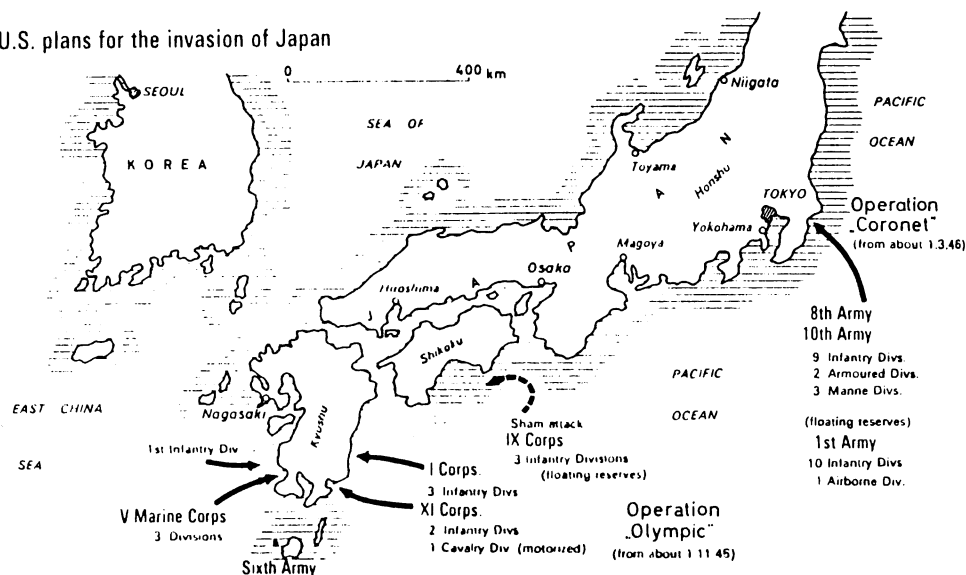 U.S. plans for the invasion of Japan
0 400 km
SEOUL
KOREA
SEA OF
JAPAN
Niigata
PACIFIC
OCEAN
Toyama
JAPAN
Honshu
TOKYO
Yokohama
Magoya
Osaka
Hiroshima
Shikoku
Operation
„Coronet"
(from about 1.3.46)
8th Army
10th Army
9 Infantry Divs.
2 Armoured Divs.
3 Marine Divs.
(floating reserves)
1st Army
10 Infantry Divs
1 Airborne Div.
PACIFIC
OCEAN
EAST CHINA
SEA
Nagasaki
Kyushu
Sham attack
IX Corps
3 Infantry Divisions
(floating reserves)
1st Infantry Div
V Marine Corps
3 Divisions
I Corps.
3 Infantry Divs
XI Corps.
2 Infantry Divs
1 Cavalry Div (motorized)
Operation
„Olympic"
(from about 1 11 45)
Sixth Army